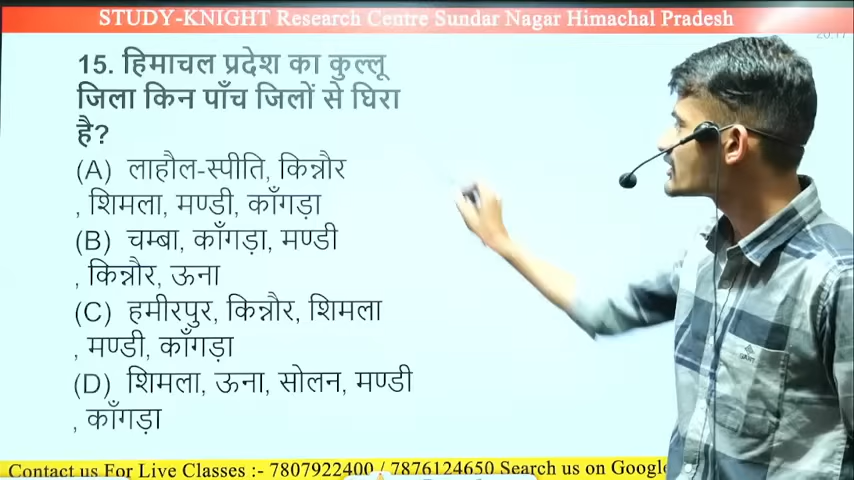 STUDY-KNIGHT Research Centre Sundar Nagar Himachal Pradesh
20:17
15. हिमाचल प्रदेश का कुल्लू
जिला किन पाँच जिलों से घिरा
है?
(A) लाहौल-स्पीति, किन्नौर
, शिमला, मण्डी, काँगड़ा
(B) चम्बा, काँगड़ा, मण्डी
, किन्नौर, ऊना
(C) हमीरपुर, किन्नौर, शिमला
, मण्डी, काँगड़ा
(D) शिमला, ऊना, सोलन, मण्डी
, काँगड़ा
Contact us For Live Classes :- 7807922400 / 7876124650 Search us on Google